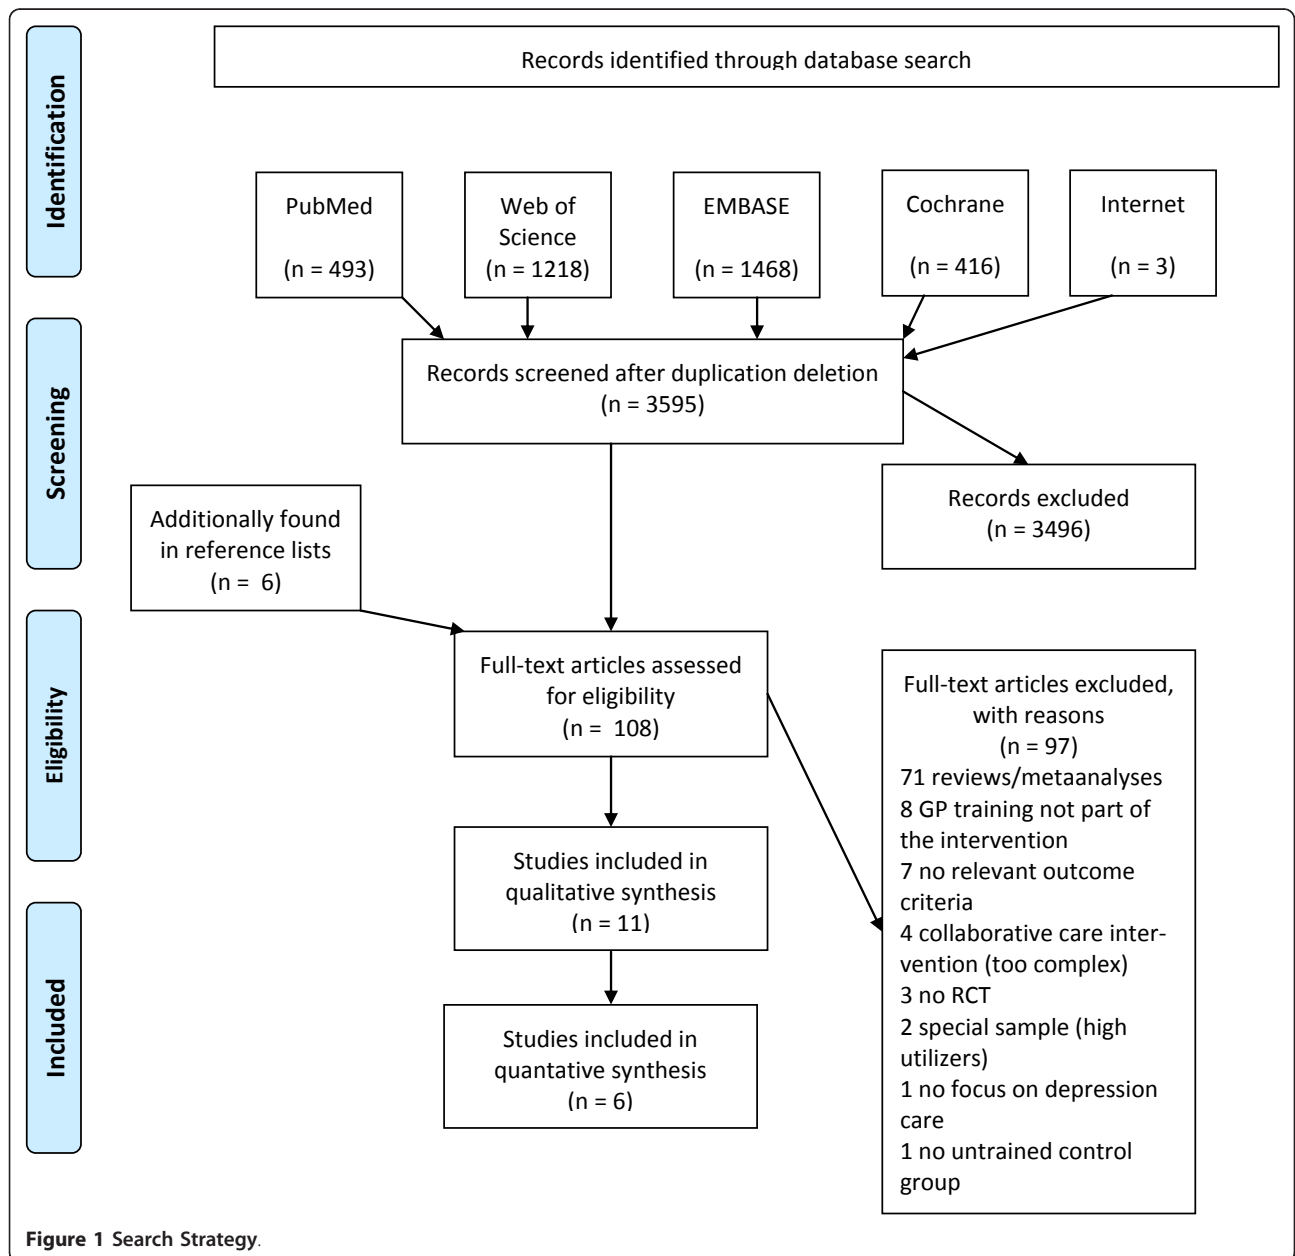 Identification
Records identified through database search
PubMed
(n = 493)
Web of
Science
(n = 1218)
EMBASE
(n = 1468)
Cochrane
(n = 416)
Internet
(n = 3)
Screening
Records screened after duplication deletion
(n = 3595)
Records excluded
(n = 3496)
Additionally found
in reference lists
(n = 6)
Eligibility
Full-text articles assessed
for eligibility
(n = 108)
Full-text articles excluded,
with reasons
(n = 97)
71 reviews/metaanalyses
8 GP training not part of
the intervention
7 no relevant outcome
criteria
4 collaborative care inter-
vention (too complex)
3 no RCT
2 special sample (high
utilizers)
1 no focus on depression
care
1 no untrained control
group
Studies included in
qualitative synthesis
(n = 11)
Included
Studies included in
quantative synthesis
(n = 6)
Figure 1 Search Strategy.